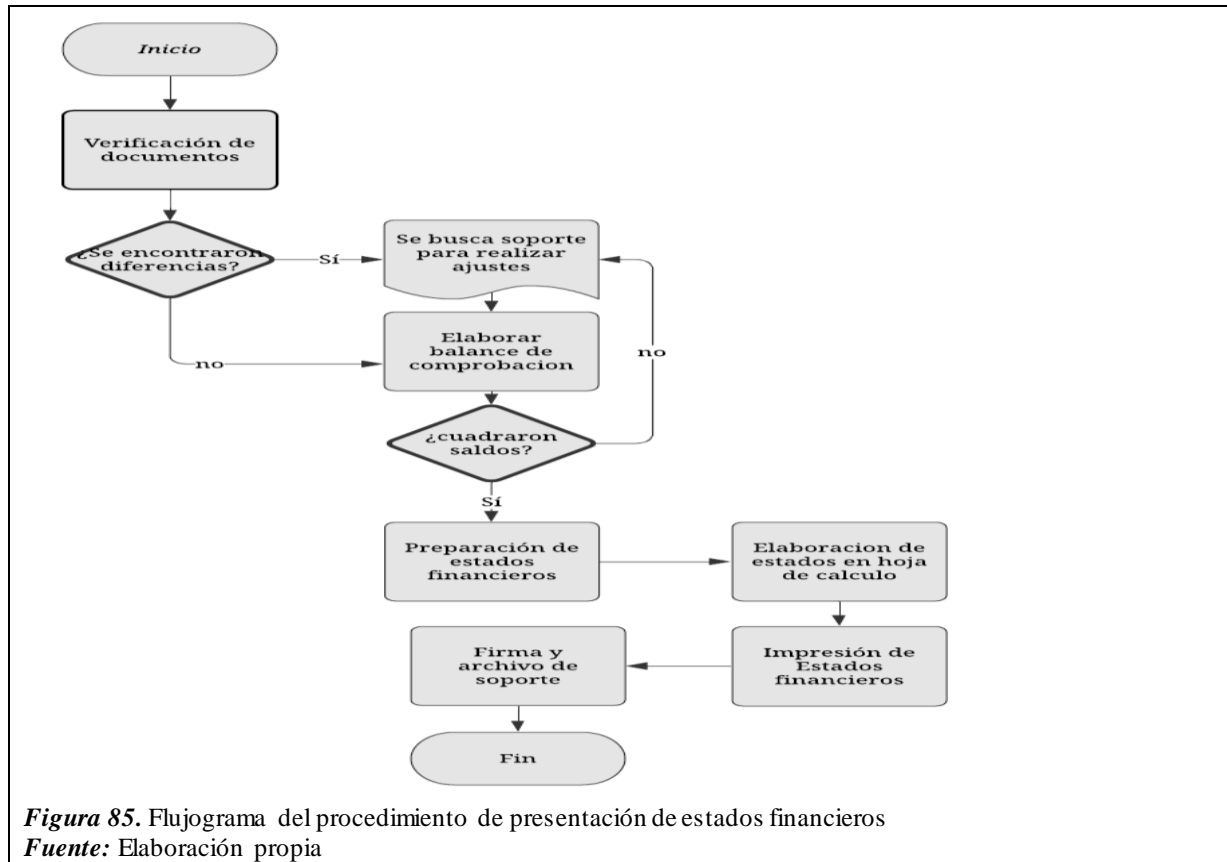 Inicio
Verificación de
documentos
¿Se encontraron
diferencias?
Sí
Se busca soporte
para realizar
ajustes
no
Elaborar
balance de
comprobacion
no
¿cuadraron
saldos?
Sí
Preparación de
estados
financieros
Elaboracion de
estados en hoja
de calculo
Firma y
archivo de
soporte
Impresión de
Estados
financieros
Fin
Figura 85. Flujograma del procedimiento de presentación de estados financieros
Fuente: Elaboración propia